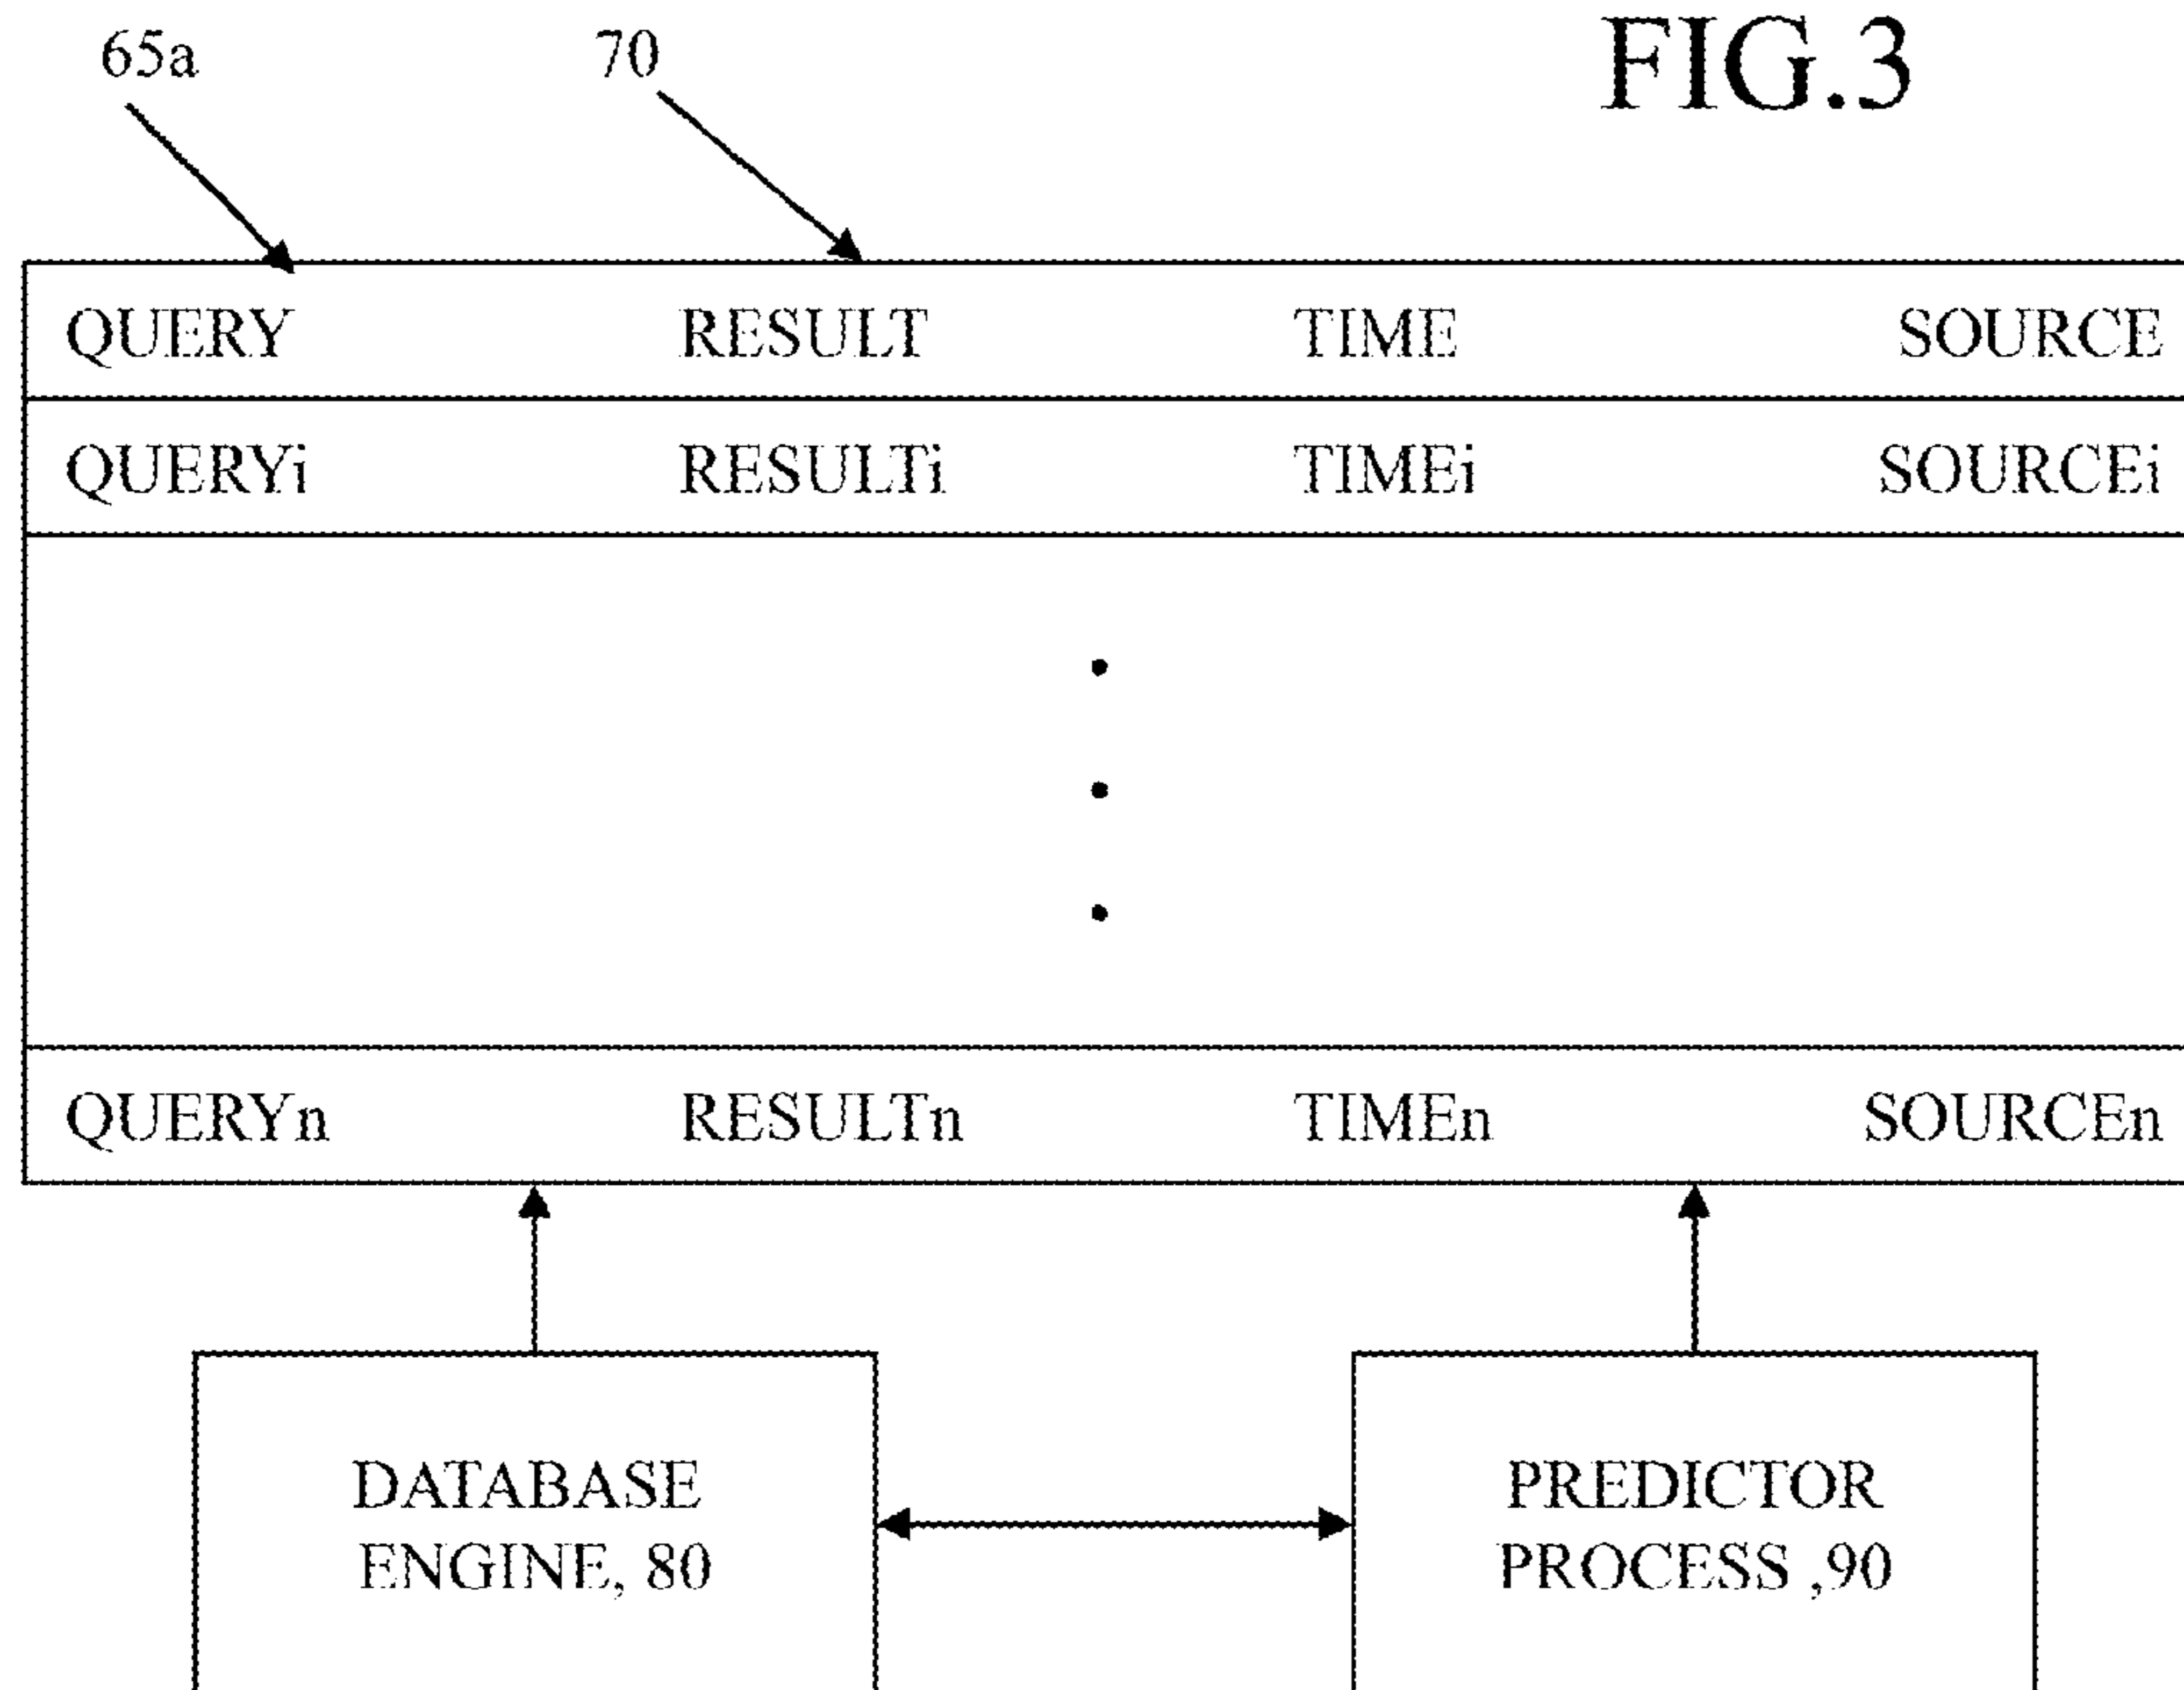 65a 70 FIG.3
QUERY RESULT TIME SOURCE
QUERYi RESULTi TIMEi SOURCEi
QUERYn RESULTn TIMEn SOURCEn
DATABASE
ENGINE, 80
PREDICTOR
PROCESS ,90